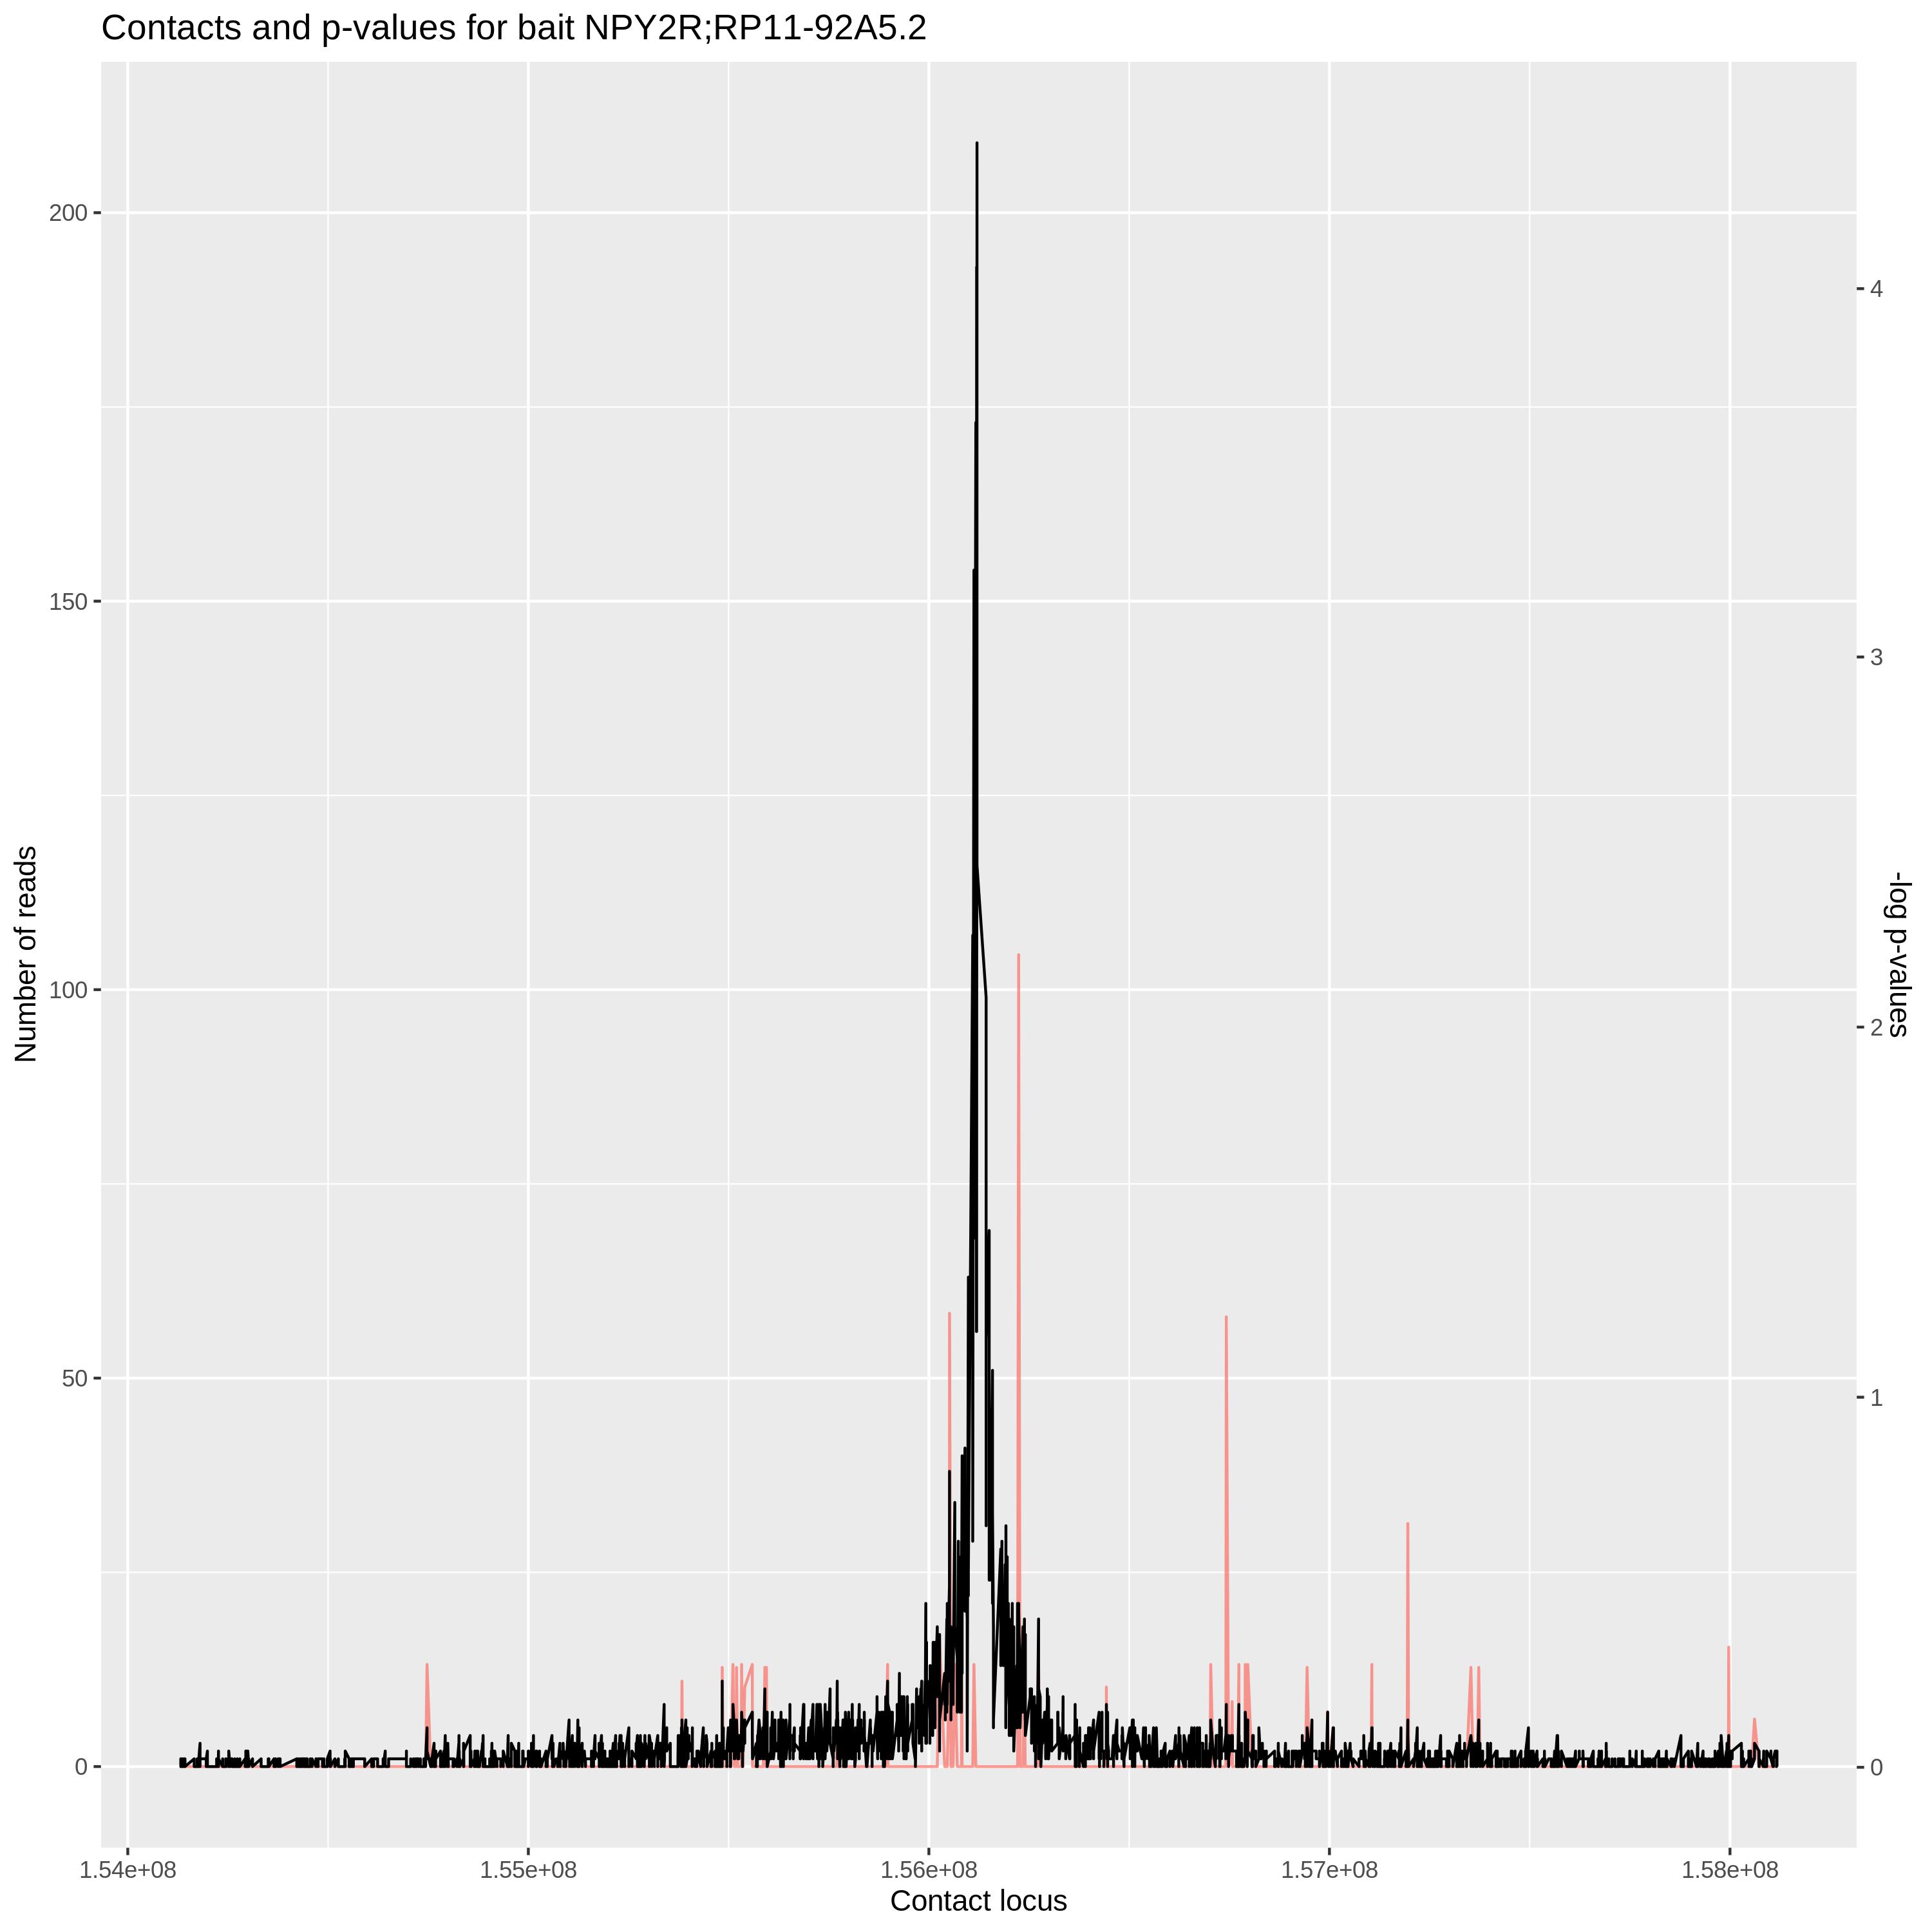 Contacts and p-values for bait NPY2R;RP11-92A5.2
200
150
100
50
0
Number of reads
4
3
2
1
0
-log p-values
1.54e+08
1.55e+08
1.56e+08
1.57e+08
1.58e+08
Contact locus